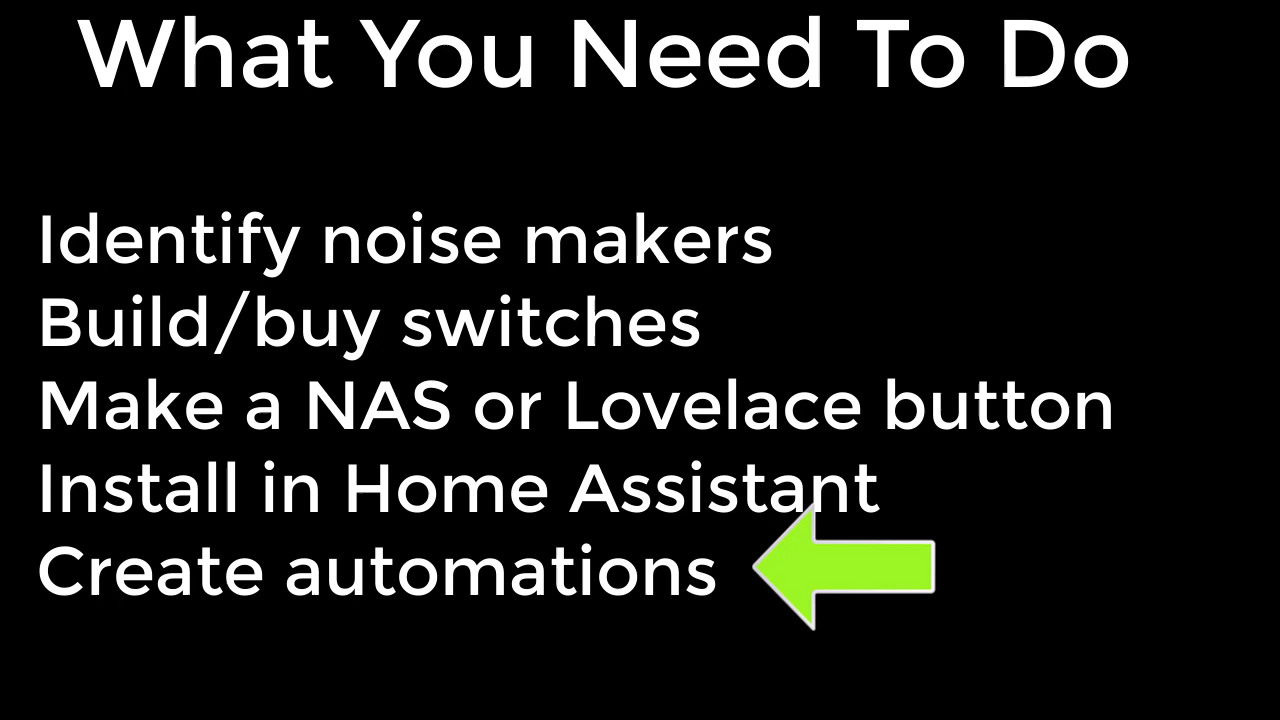 What You Need To Do
Identify noise makers
Build/buy switches
Make a NAS or Lovelace button
Install in Home Assistant
Create automations